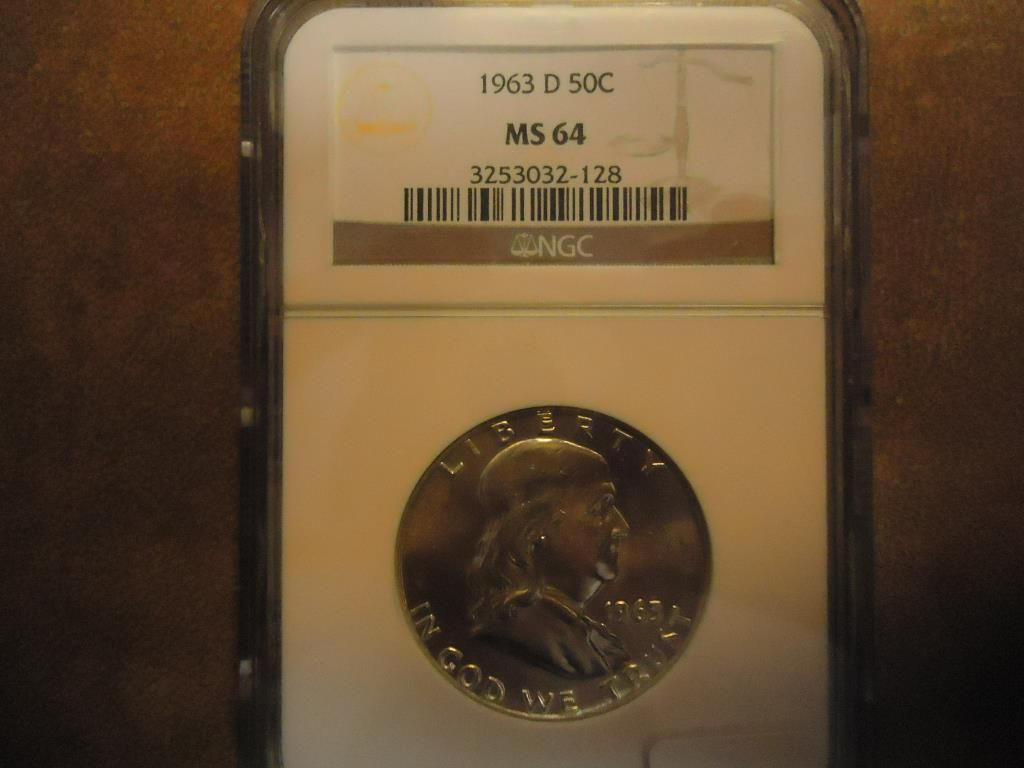 1963 D 50C
MS 64
3253032-128
NGC
LIBERTY
1963
IN GOD WE TRUST